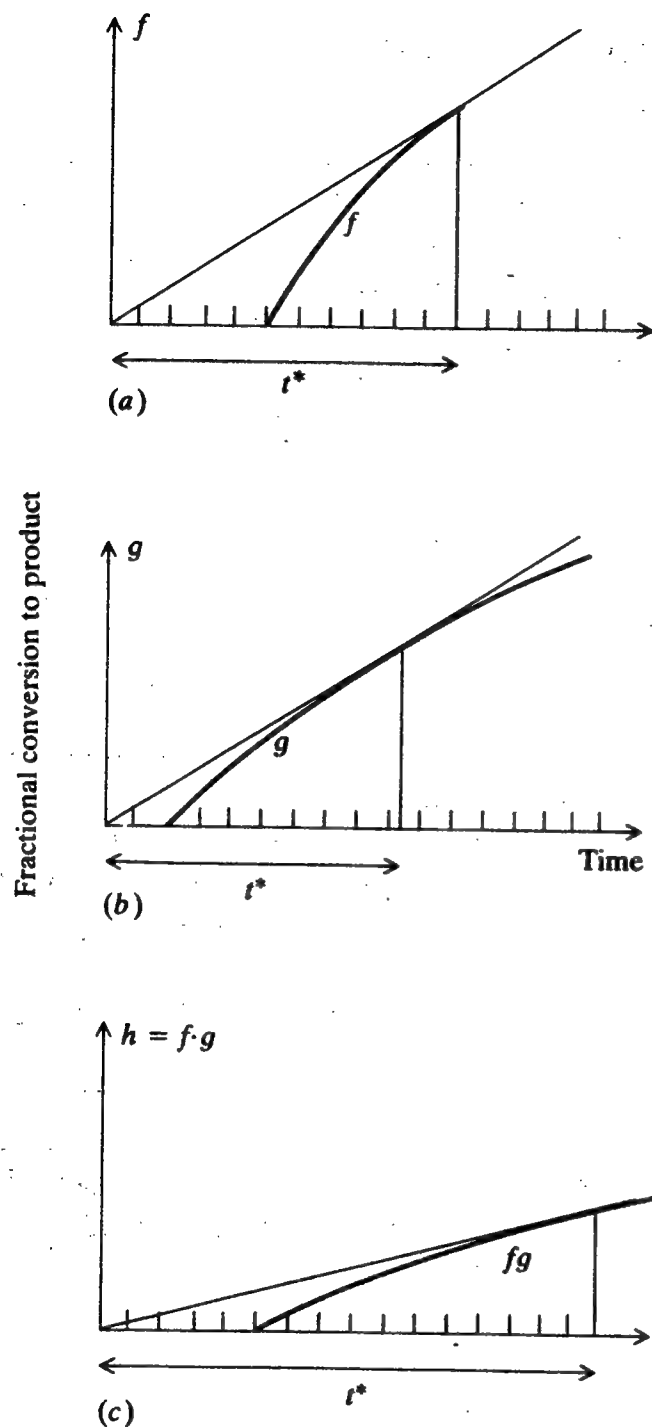 f
f
t*
(a)
Fractional conversion to product
g
g
Time
t*
(b)
h = f·g
fg
t*
(c)